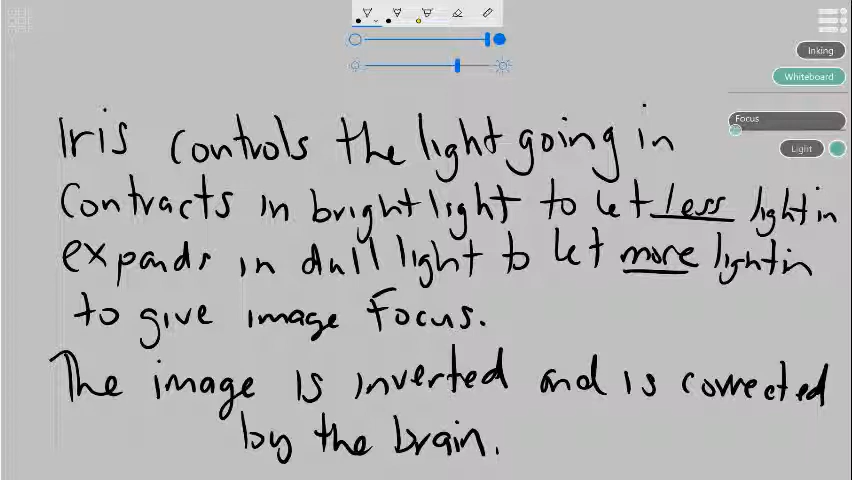 Inking
Whiteboard
Focus
Light
Iris controls the light going in
Contracts in bright light to let less light in
expands in dull light to let more light in
to give image focus.
The image is inverted and is corrected
by the brain.